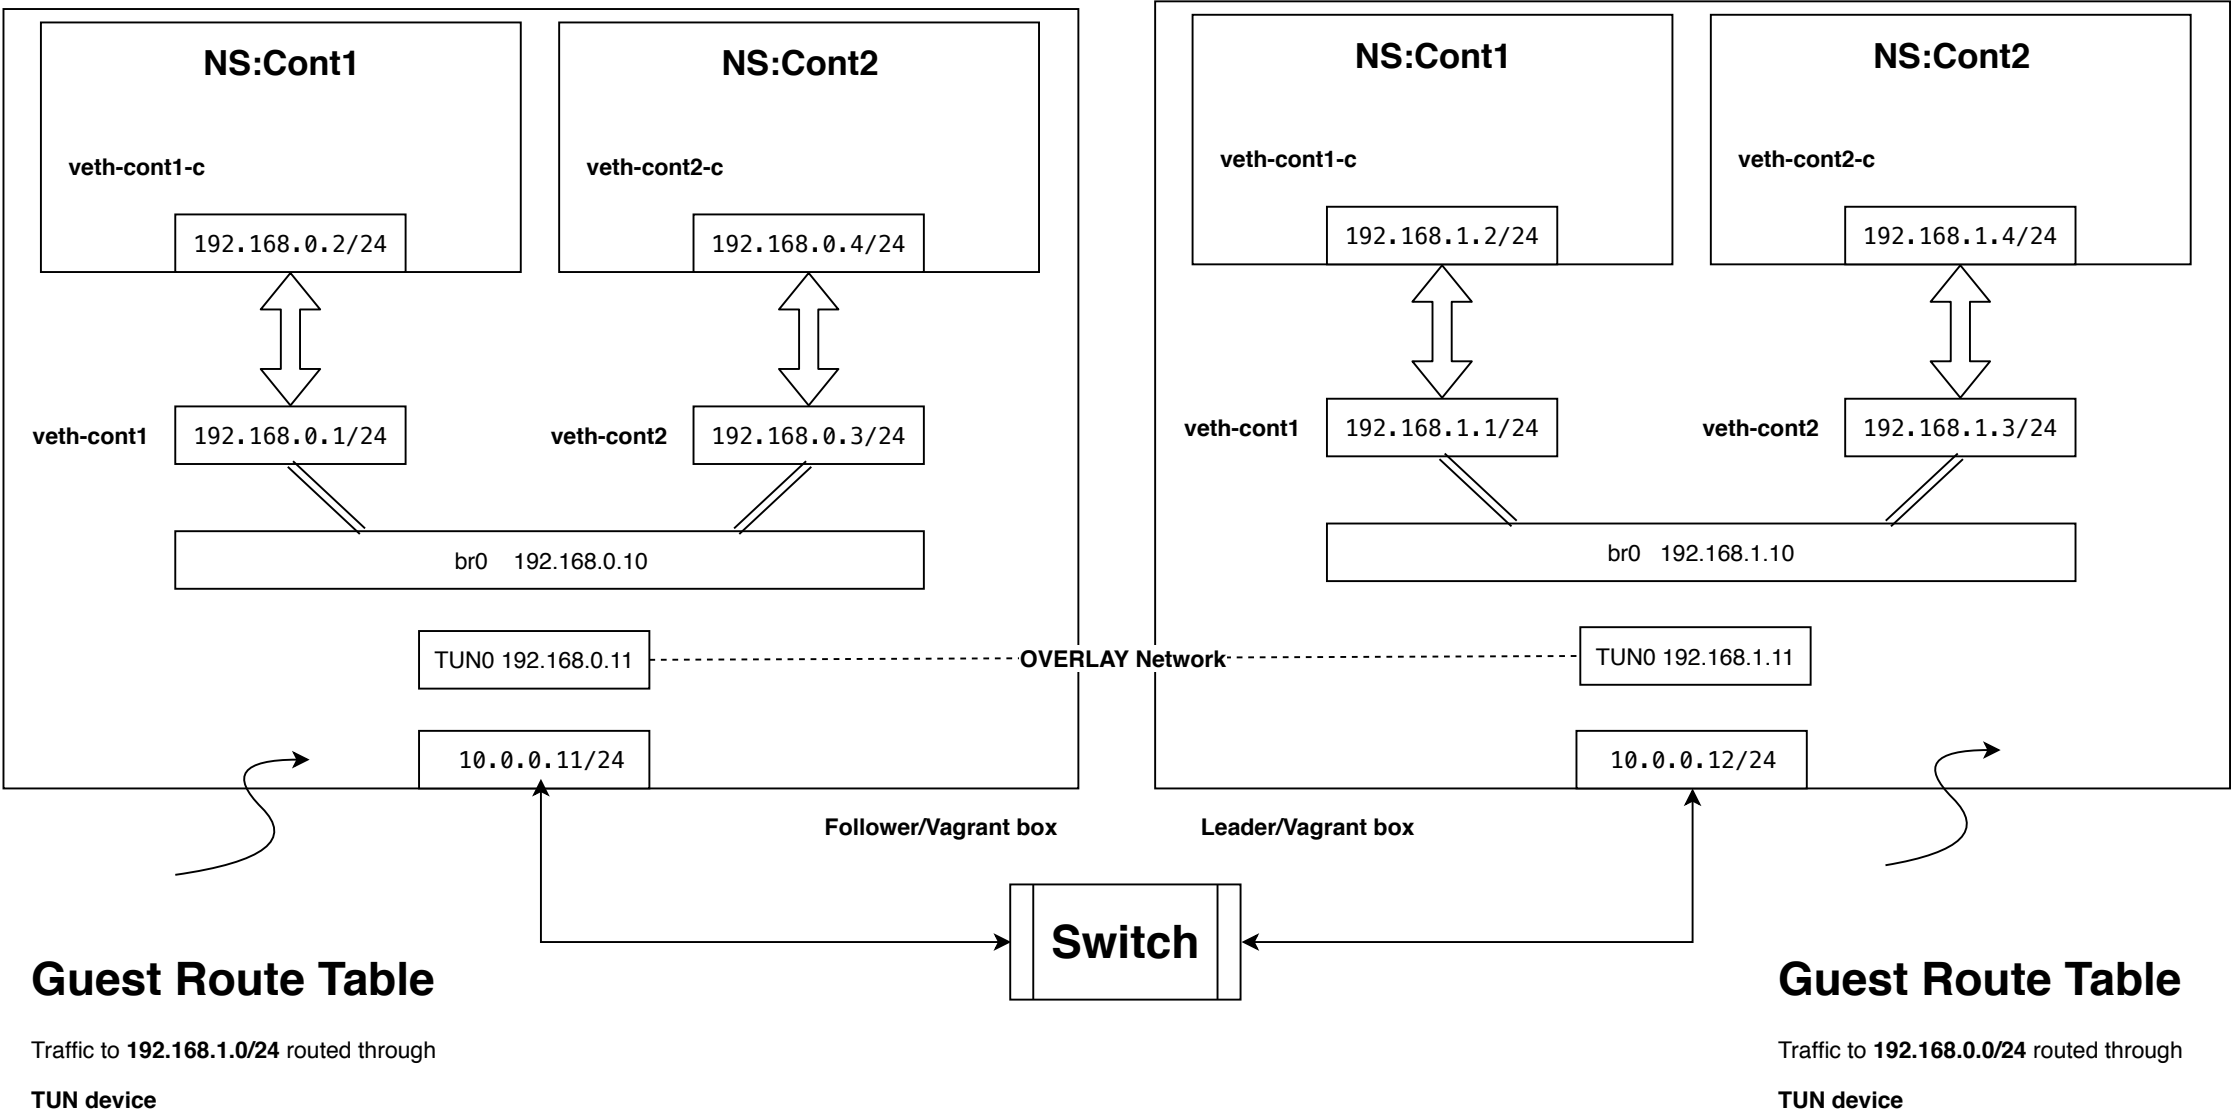 NS:Cont1
NS:Cont2
veth-cont1-c
veth-cont2-c
192.168.0.2/24
192.168.0.4/24
veth-cont1
192.168.0.1/24
veth-cont2
192.168.0.3/24
br0 192.168.0.10
TUN0 192.168.0.11
10.0.0.11/24
Follower/Vagrant box
NS:Cont1
NS:Cont2
veth-cont1-c
veth-cont2-c
192.168.1.2/24
192.168.1.4/24
veth-cont1
192.168.1.1/24
veth-cont2
192.168.1.3/24
br0 192.168.1.10
OVERLAY Network
TUN0 192.168.1.11
10.0.0.12/24
Leader/Vagrant box
Switch
Guest Route Table
Traffic to 192.168.1.0/24 routed through
TUN device
Guest Route Table
Traffic to 192.168.0.0/24 routed through
TUN device